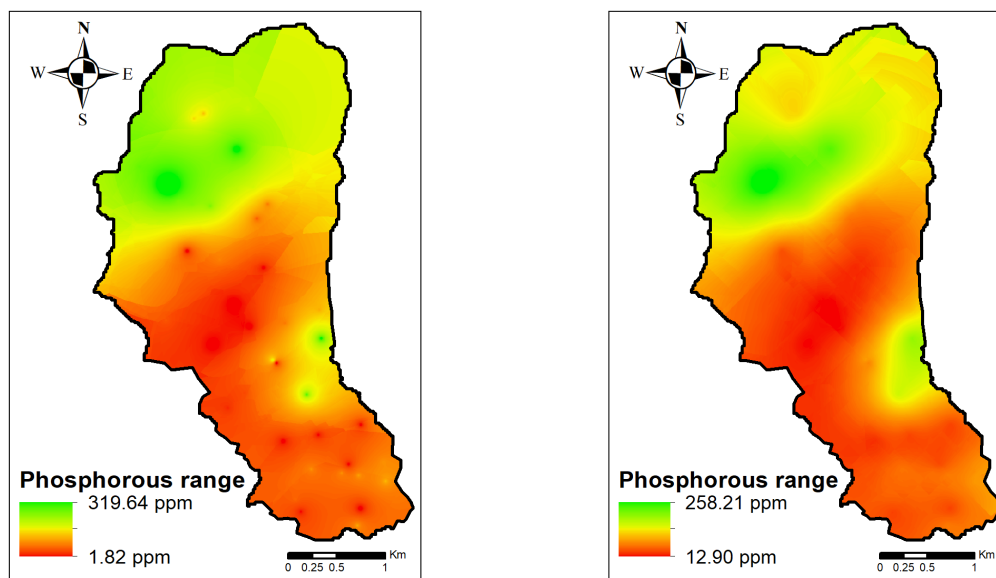 N
W E
S
Phosphorous range
319.64 ppm
1.82 ppm
Km
0 0.25 0.5 1
N
W E
S
Phosphorous range
258.21 ppm
12.90 ppm
Km
0 0.25 0.5 1